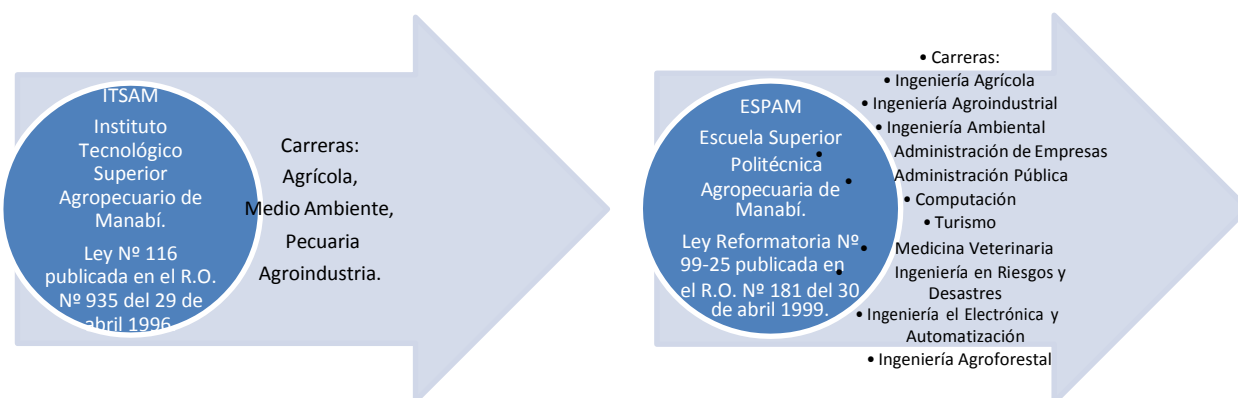 ITSAM
Instituto
Tecnológico
Superior
Agropecuario de
Manabí.
Ley Nº 116
publicada en el R.O.
Nº 935 del 29 de
abril 1996.
Carreras:
Agrícola,
Medio Ambiente,
Pecuaria
Agroindustria.
ESPAM
Escuela Superior
Politécnica
Agropecuaria de
Manabí.
Ley Reformatoria Nº
99-25 publicada en
el R.O. Nº 181 del 30
de abril 1999.
• Carreras:
• Ingeniería Agrícola
• Ingeniería Agroindustrial
• Ingeniería Ambiental
• Administración de Empresas
• Administración Pública
• Computación
• Turismo
• Medicina Veterinaria
• Ingeniería en Riesgos y
Desastres
• Ingeniería el Electrónica y
Automatización
• Ingeniería Agroforestal